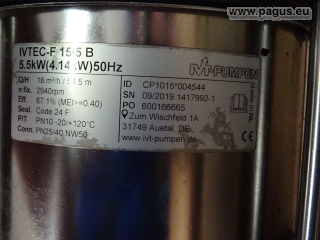 www.pagus.eu
IVTEC-F 15/5 B
5.5kW(4.14 kW)50Hz
IVT-PUMPEN
Q/H 18 m³/h / 54.5 m
n fix. 2940rpm
Eff. 67.1% (MEI>=0.40)
Seal Code 24 F
P/T PN10 -20/+120°C
Conn. PN25/40 NW50
ID CP1015*004544
SN 09/2019 1417992-1
PO 600166665
Zum Wischfeld 1A
31749 Auetal, DE
www.ivt-pumpen.de